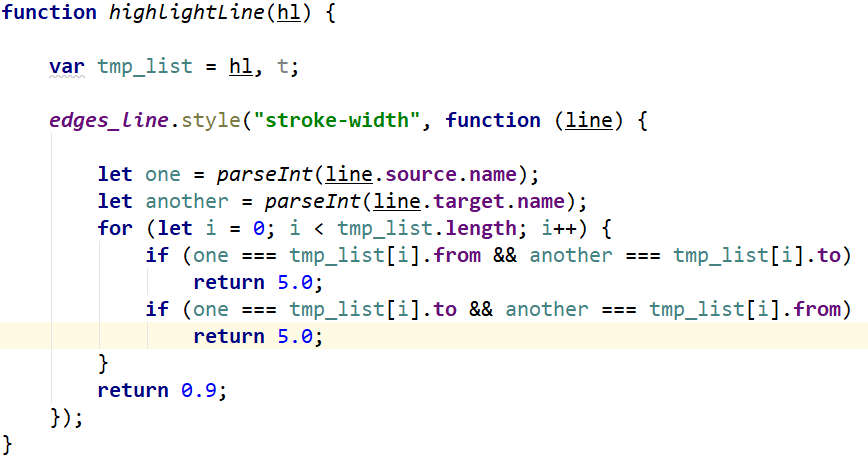 function highlightLine(hl) {
    var tmp_list = hl, t;
    edges_line.style("stroke-width", function (line) {
        let one = parseInt(line.source.name);
        let another = parseInt(line.target.name);
        for (let i = 0; i < tmp_list.length; i++) {
            if (one === tmp_list[i].from && another === tmp_list[i].to)
                return 5.0;
            if (one === tmp_list[i].to && another === tmp_list[i].from)
                return 5.0;
        }
        return 0.9;
    });
}